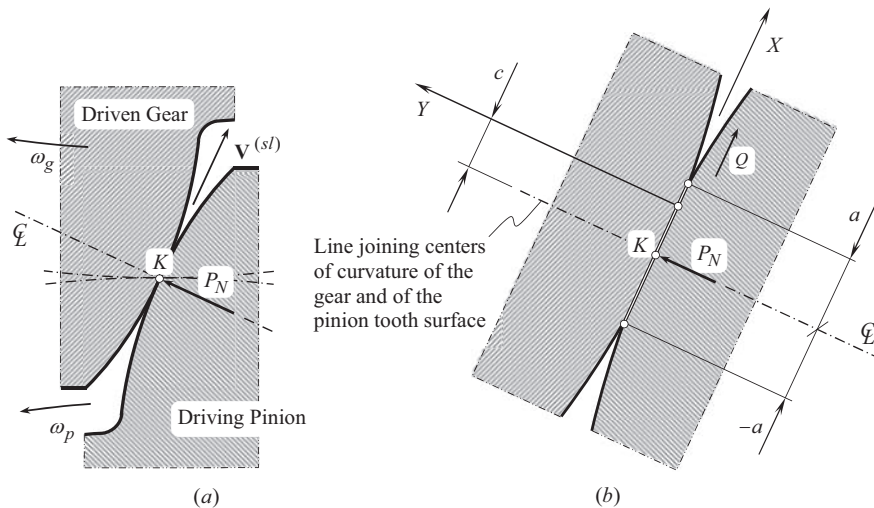 Driven Gear
ω_g
V^(sl)
℄
K
P_N
ω_p
Driving Pinion
(a)
X
c
Y
Q
a
Line joining centers
of curvature of the
gear and of the
pinion tooth surface
K
P_N
℄
−a
(b)